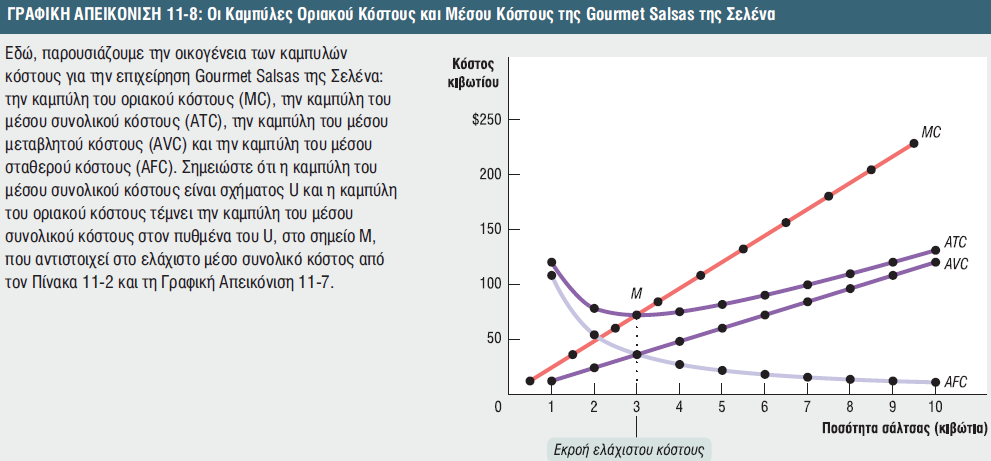 ΓΡΑΦΙΚΗ ΑΠΕΙΚΟΝΙΣΗ 11-8: Οι Καμπύλες Οριακού Κόστους και Μέσου Κόστους της Gourmet Salsas της Σελένα
Εδώ, παρουσιάζουμε την οικογένεια των καμπυλών
κόστους για την επιχείρηση Gourmet Salsas της Σελένα:
την καμπύλη του οριακού κόστους (MC), την καμπύλη του
μέσου συνολικού κόστους (ATC), την καμπύλη του μέσου
μεταβλητού κόστους (AVC) και την καμπύλη του μέσου
σταθερού κόστους (AFC). Σημειώστε ότι η καμπύλη του
μέσου συνολικού κόστους είναι σχήματος U και η καμπύλη
του οριακού κόστους τέμνει την καμπύλη του μέσου
συνολικού κόστους στον πυθμένα του U, στο σημείο M,
που αντιστοιχεί στο ελάχιστο μέσο συνολικό κόστος από
τον Πίνακα 11-2 και τη Γραφική Απεικόνιση 11-7.
Κόστος
κιβωτίου
$250
200
150
100
50
MC
ATC
AVC
M
AFC
0 1 2 3 4 5 6 7 8 9 10
Ποσότητα σάλτσας (κιβώτια)
Εκροή ελάχιστου κόστους